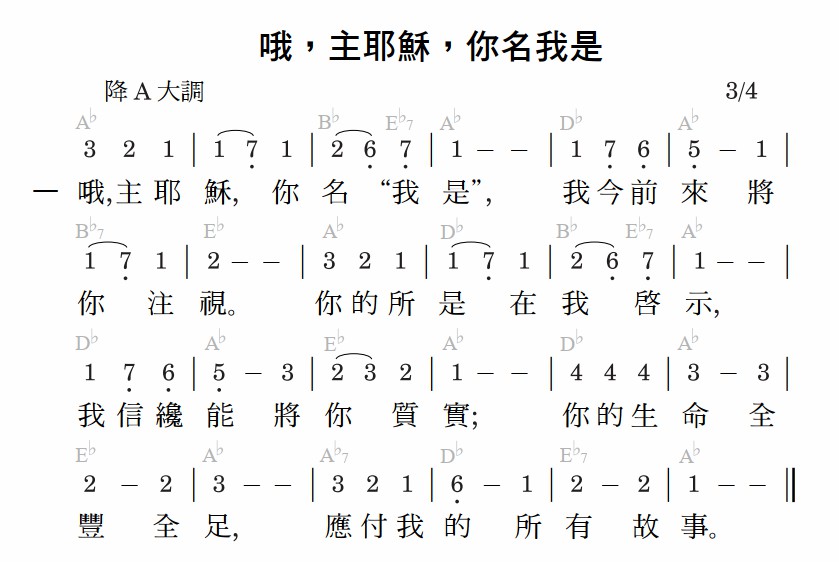 哦，主耶穌，你名我是
降 A 大調 3/4
A♭ B♭ E♭7 A♭ D♭ A♭
3 2 1 | 1 7̣ 1 | 2 6̣ 7̣ | 1 – – | 1 7̣ 6̣ | 5̣ – 1 |
一 哦,主耶 穌, 你 名 “我 是”, 我今前 來 將
B♭7 E♭ A♭ D♭ B♭ E♭7 A♭
1 7̣ 1 | 2 – – | 3 2 1 | 1 7̣ 1 | 2 6̣ 7̣ | 1 – – |
你 注 視。 你的所 是 在 我 啓 示,
D♭ A♭ E♭ A♭ D♭ A♭
1 7̣ 6̣ | 5̣ – 3 | 2 3 2 | 1 – – | 4 4 4 | 3 – 3 |
我信纔 能 將 你 質 實; 你的生 命 全
E♭ A♭ A♭7 D♭ E♭7 A♭
2 – 2 | 3 – – | 3 2 1 | 6̣ – 1 | 2 – 2 | 1 – – ‖
豐 全 足, 應付我 的 所 有 故 事。